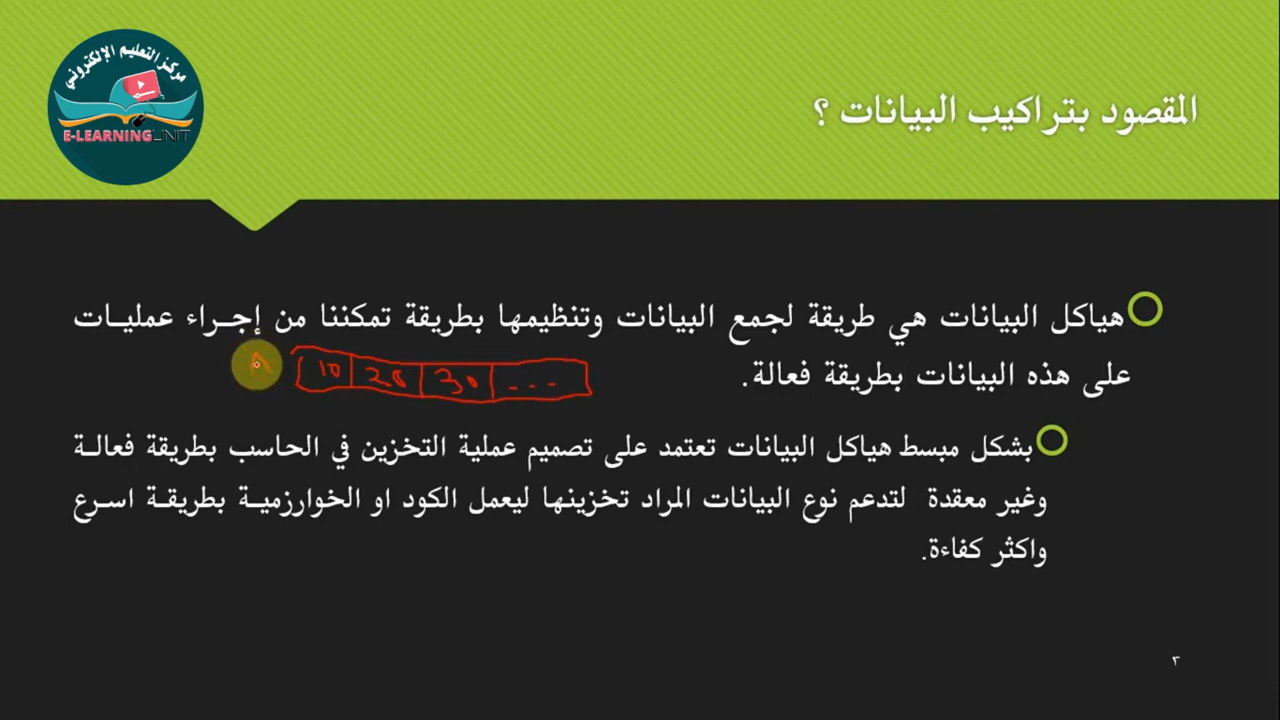 مركز التعليم الإلكتروني
E-LEARNING UNIT
المقصود بتراكيب البيانات ؟
هياكل البيانات هي طريقة لجمع البيانات وتنظيمها بطريقة تمكننا من إجراء عمليات
على هذه البيانات بطريقة فعالة.
A 10 20 30 ...
بشكل مبسط هياكل البيانات تعتمد على تصميم عملية التخزين في الحاسب بطريقة فعالة
وغير معقدة لتدعم نوع البيانات المراد تخزينها ليعمل الكود او الخوارزمية بطريقة اسرع
واكثر كفاءة.
٣